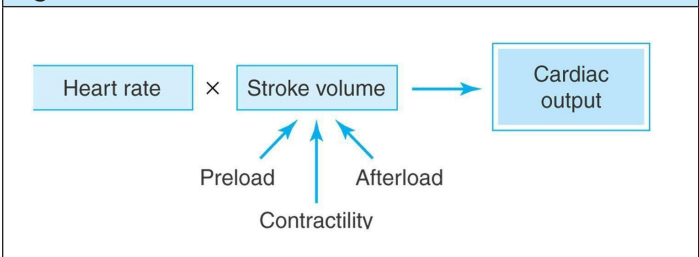 Heart rate × Stroke volume
Cardiac
output
Preload
Afterload
Contractility